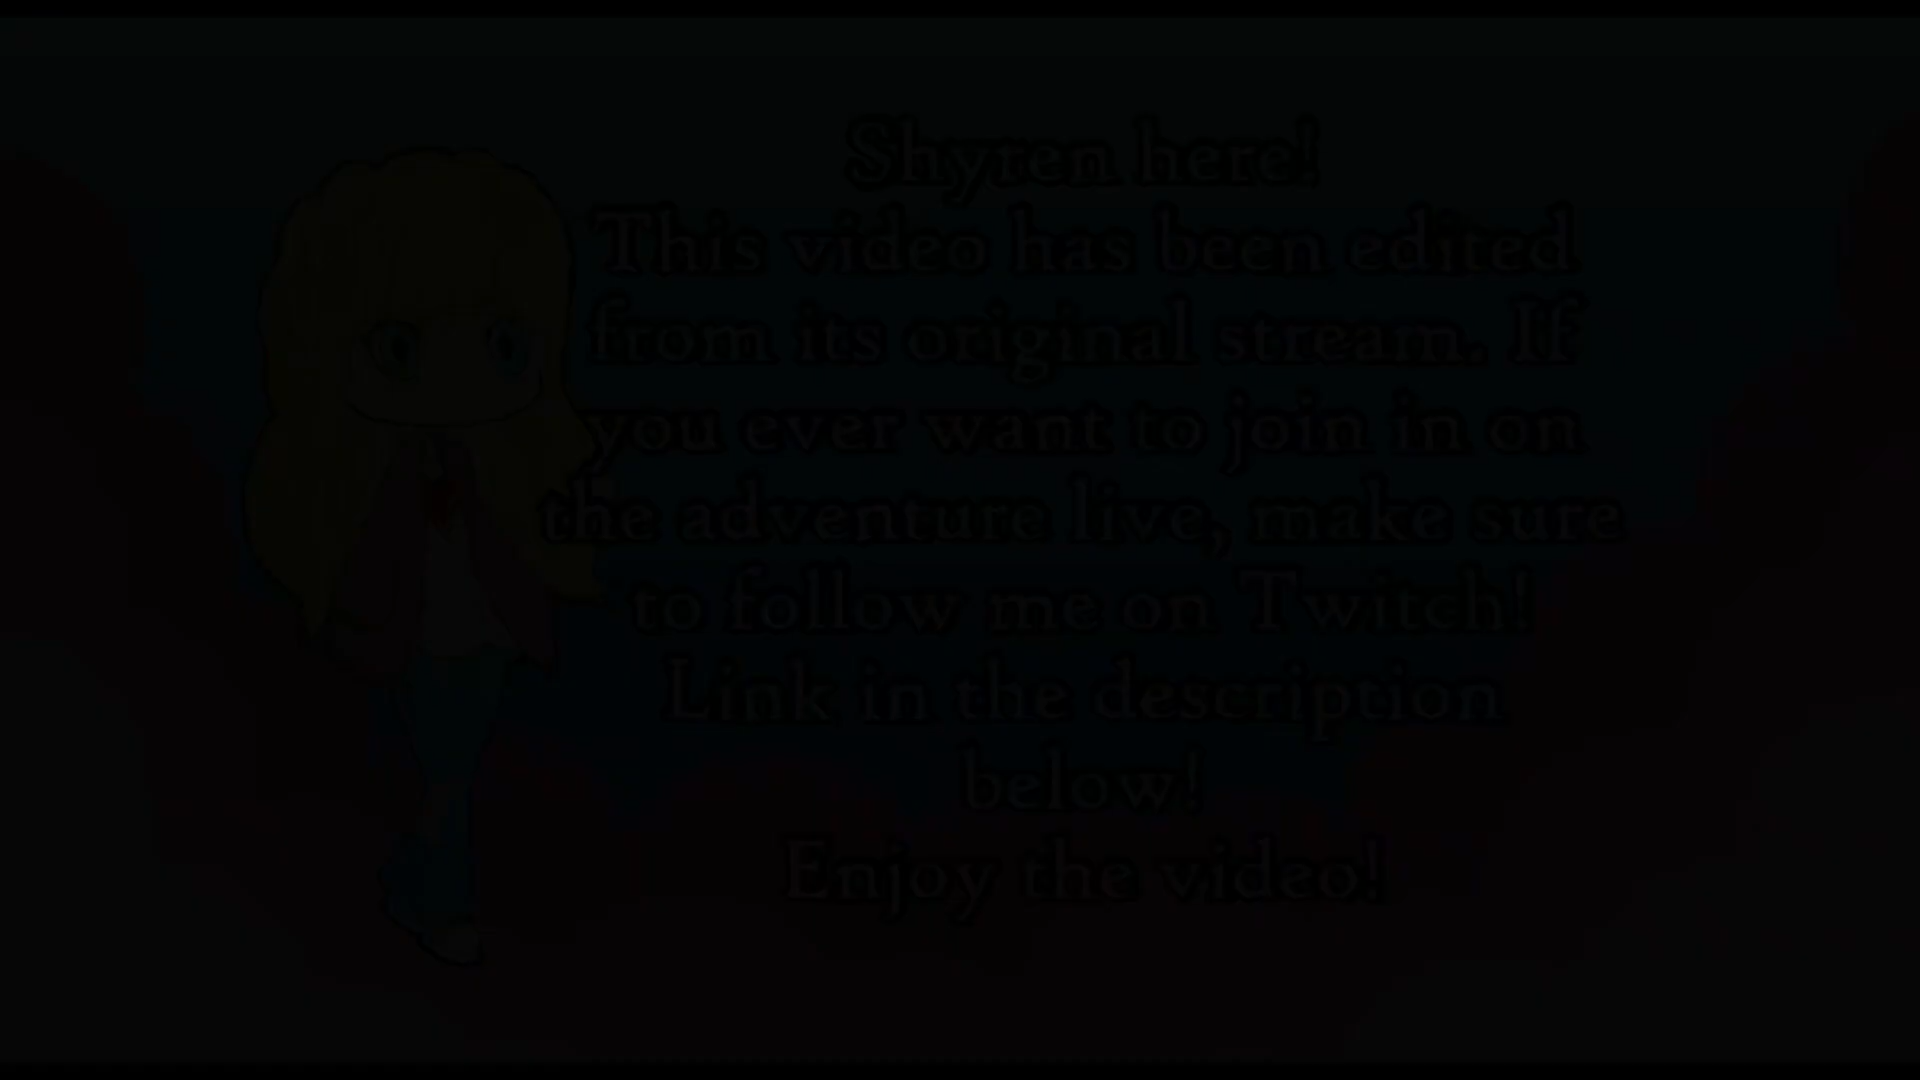 Shyren here!
This video has been edited
from its original stream. If
you ever want to join in on
the adventure live, make sure
to follow me on Twitch!
Link in the description
below!
Enjoy the video!